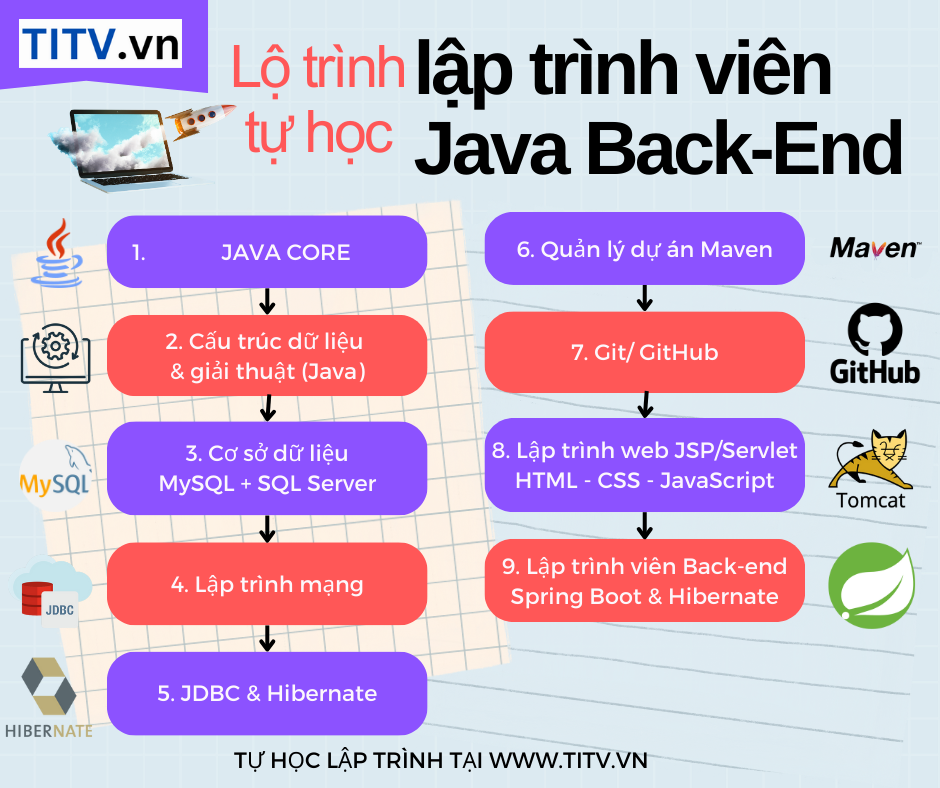 TITV.vn
Lộ trình
tự học
lập trình viên
Java Back-End
1. JAVA CORE
2. Cấu trúc dữ liệu
& giải thuật (Java)
3. Cơ sở dữ liệu
MySQL + SQL Server
MySQL
4. Lập trình mạng
JDBC
5. JDBC & Hibernate
HIBERNATE
6. Quản lý dự án Maven
Maven™
7. Git/ GitHub
GitHub
8. Lập trình web JSP/Servlet
HTML - CSS - JavaScript
Tomcat
9. Lập trình viên Back-end
Spring Boot & Hibernate
TỰ HỌC LẬP TRÌNH TẠI WWW.TITV.VN